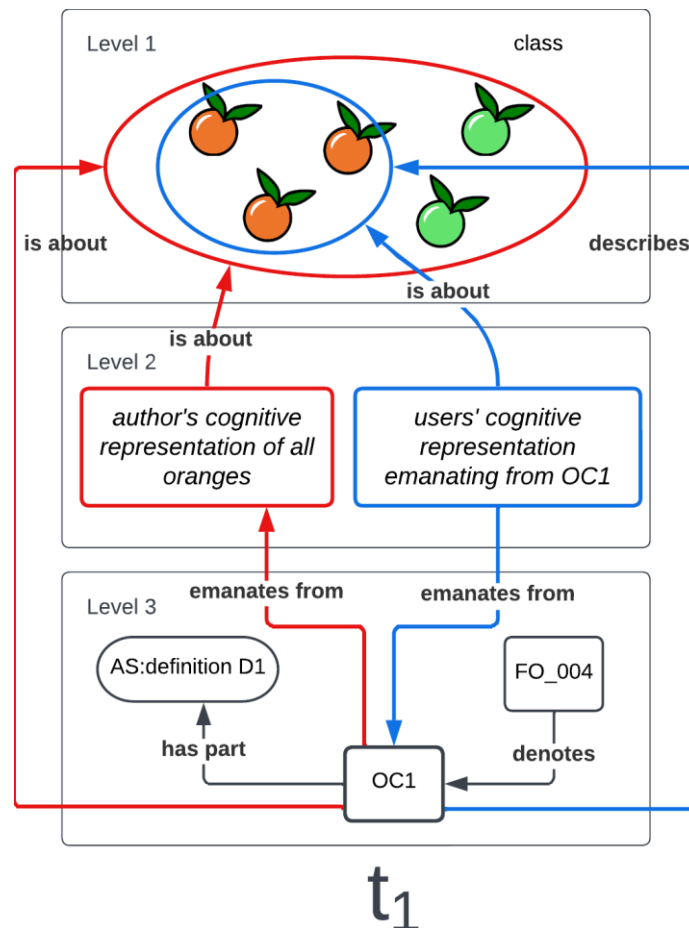 Level 1
class
is about
describes
is about
is about
Level 2
author's cognitive
representation of all
oranges
users' cognitive
representation
emanating from OC1
emanates from
emanates from
Level 3
AS:definition D1
FO_004
has part
denotes
OC1
t1